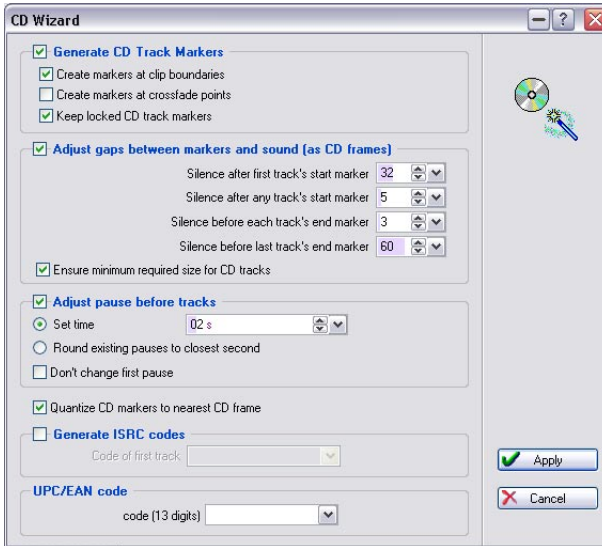 CD Wizard
Generate CD Track Markers
Create markers at clip boundaries
Create markers at crossfade points
Keep locked CD track markers
Adjust gaps between markers and sound (as CD frames)
Silence after first track's start marker 32
Silence after any track's start marker 5
Silence before each track's end marker 3
Silence before last track's end marker 60
Ensure minimum required size for CD tracks
Adjust pause before tracks
Set time 02 s
Round existing pauses to closest second
Don't change first pause
Quantize CD markers to nearest CD frame
Generate ISRC codes
Code of first track
Apply
UPC/EAN code
Cancel
code (13 digits)